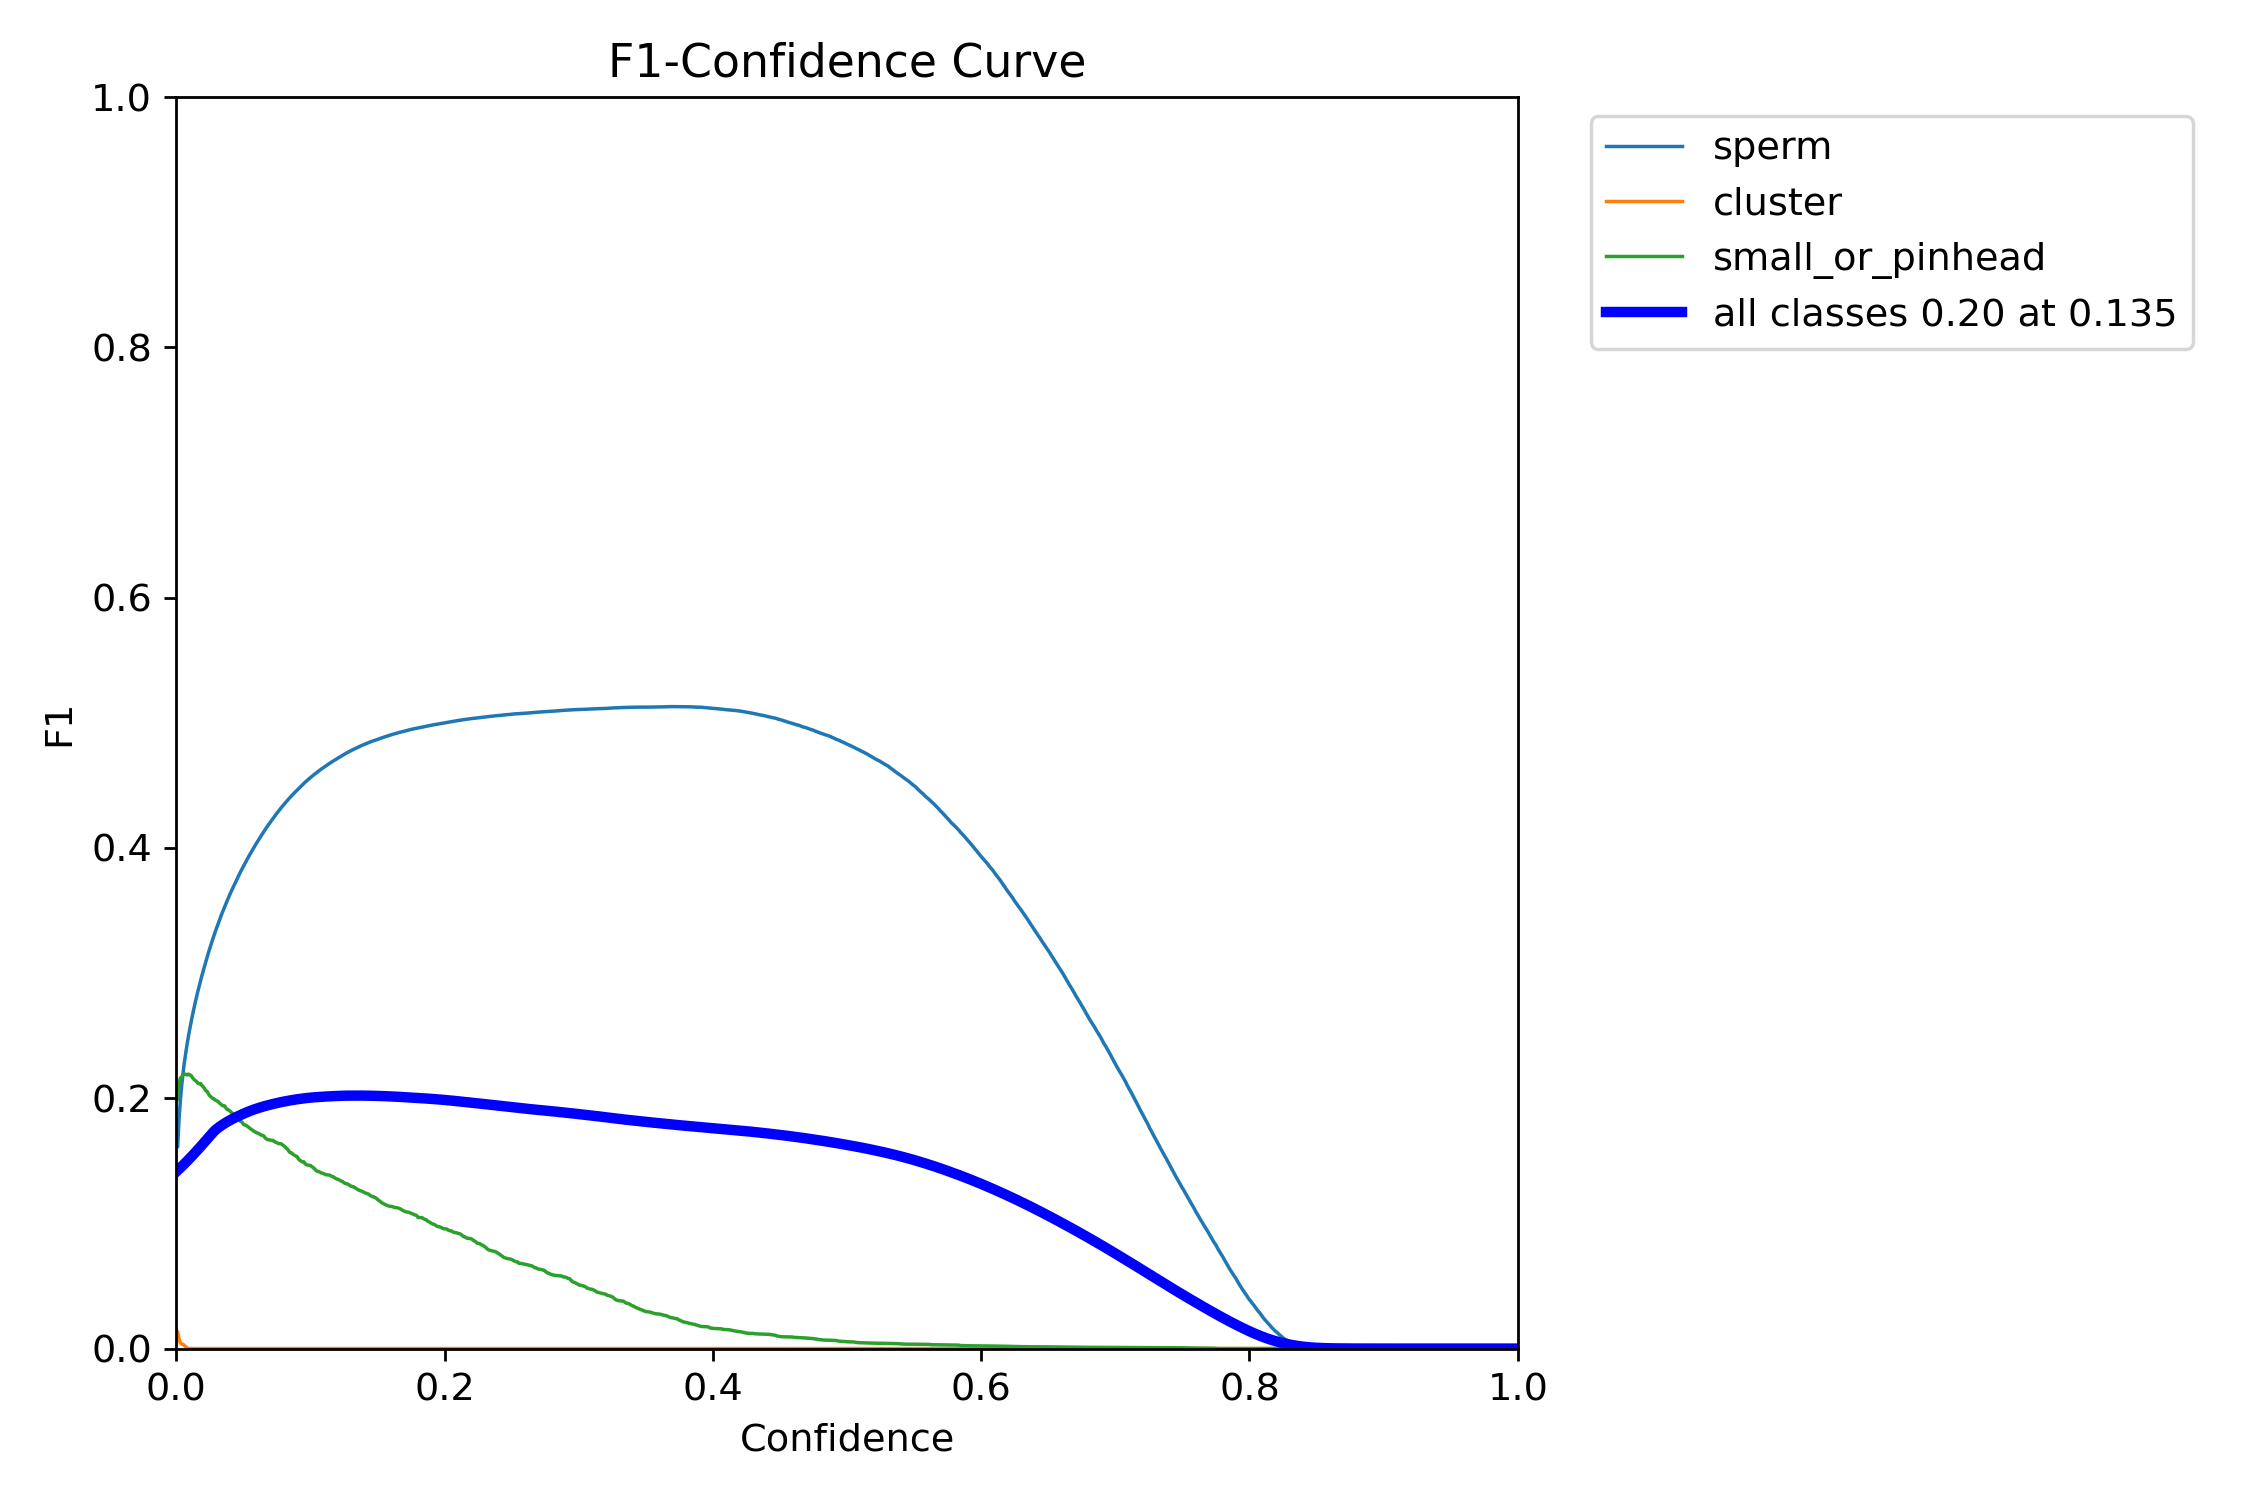 F1-Confidence Curve
1.0
0.8
0.6
0.4
0.2
0.0
F1
0.0 0.2 0.4 0.6 0.8 1.0
Confidence
sperm
cluster
small_or_pinhead
all classes 0.20 at 0.135